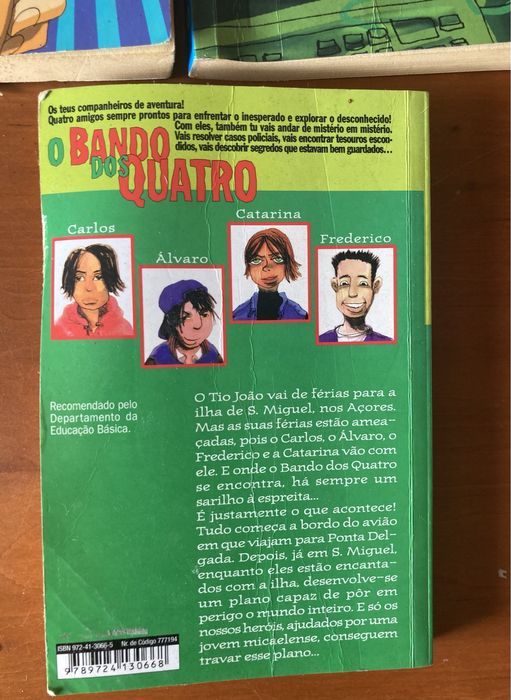 Os teus companheiros de aventura!
Quatro amigos sempre prontos para enfrentar o inesperado e explorar o desconhecido!
Com eles, também tu vais andar de mistério em mistério.
Vais resolver casos policiais, vais encontrar tesouros escon-
didos, vais descobrir segredos que estavam bem guardados...
O BANDO
DOS QUATRO
Carlos
Álvaro
Catarina
Frederico
Recomendado pelo
Departamento da
Educação Básica.
O Tio João vai de férias para a
ilha de S. Miguel, nos Açores.
Mas as suas férias estão amea-
çadas, pois o Carlos, o Álvaro, o
Frederico e a Catarina vão com
ele. E onde o Bando dos Quatro
se encontra, há sempre um
sarilho à espreita...
É justamente o que acontece!
Tudo começa a bordo do avião
em que viajam para Ponta Del-
gada. Depois, já em S. Miguel,
enquanto eles estão encanta-
dos com a ilha, desenvolve-se
um plano capaz de pôr em
perigo o mundo inteiro. E só os
nossos heróis, ajudados por uma
jovem micaelense, conseguem
travar esse plano...
ISBN 972-41-3066-5 Nr. de Código 777194
9789724130668